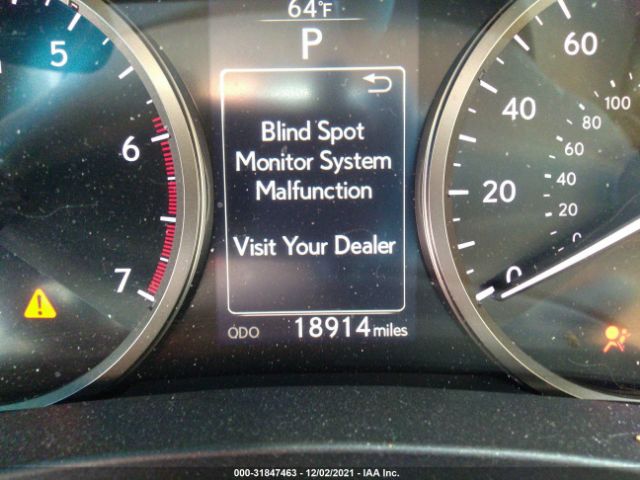 64°F
P
Blind Spot
Monitor System
Malfunction
Visit Your Dealer
ODO 18914 miles
5
6
7
60
40
20
0
100
80
60
40
20
0
000-31847463 - 12/02/2021 - IAA Inc.